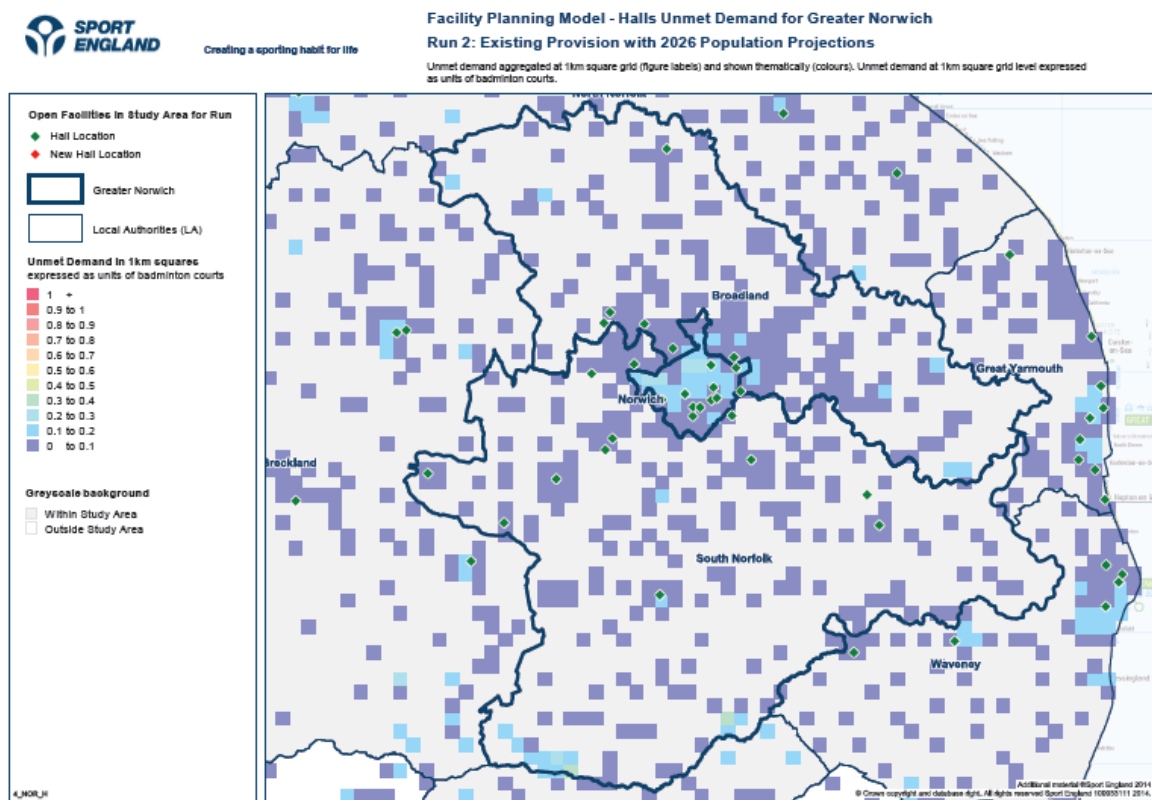 SPORT
ENGLAND
Creating a sporting habit for life
Facility Planning Model - Halls Unmet Demand for Greater Norwich
Run 2: Existing Provision with 2026 Population Projections
Unmet demand aggregated at 1km square grid (figure labels) and shown thematically (colours). Unmet demand at 1km square grid level expressed
as units of badminton courts.
Open Facilities in Study Area for Run
Hall Location
New Hall Location
Greater Norwich
Local Authorities (LA)
Unmet Demand in 1km squares
expressed as units of badminton courts
1 +
0.9 to 1
0.8 to 0.9
0.7 to 0.8
0.6 to 0.7
0.5 to 0.6
0.4 to 0.5
0.3 to 0.4
0.2 to 0.3
0.1 to 0.2
0 to 0.1
Greyscale background
Within Study Area
Outside Study Area
4_NOR_H
North Norfolk
Broadland
Great Yarmouth
Norwich
Breckland
South Norfolk
Waveney
Additional material ©Sport England 2014
© Crown copyright and database right. All rights reserved Sport England 100033111 2014.